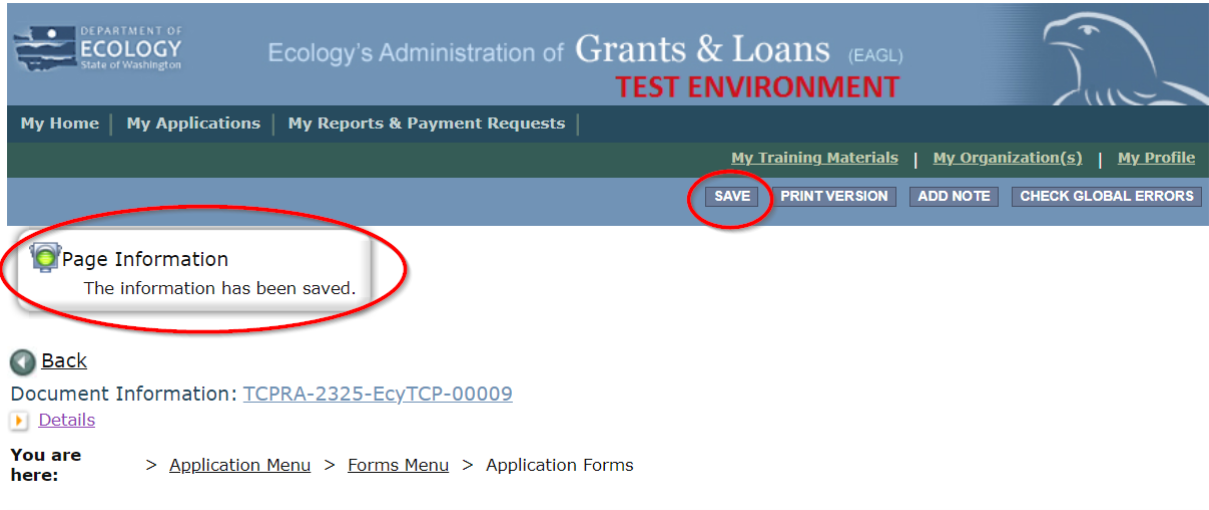 DEPARTMENT OF
ECOLOGY
State of Washington
Ecology's Administration of Grants & Loans (EAGL)
TEST ENVIRONMENT
My Home | My Applications | My Reports & Payment Requests |
My Training Materials | My Organization(s) | My Profile
SAVE PRINT VERSION ADD NOTE CHECK GLOBAL ERRORS
Page Information
The information has been saved.
Back
Document Information: TCPRA-2325-EcyTCP-00009
Details
You are
here: > Application Menu > Forms Menu > Application Forms